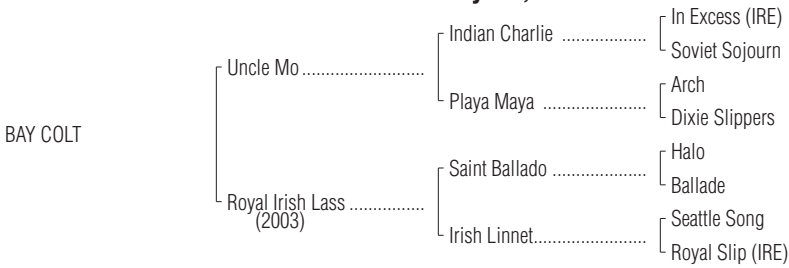 In Excess (IRE)
Indian Charlie ..................
Soviet Sojourn
Uncle Mo ..........................
Arch
Playa Maya ......................
Dixie Slippers
BAY COLT
Halo
Saint Ballado ....................
Ballade
Royal Irish Lass ................
(2003)
Seattle Song
Irish Linnet........................
Royal Slip (IRE)